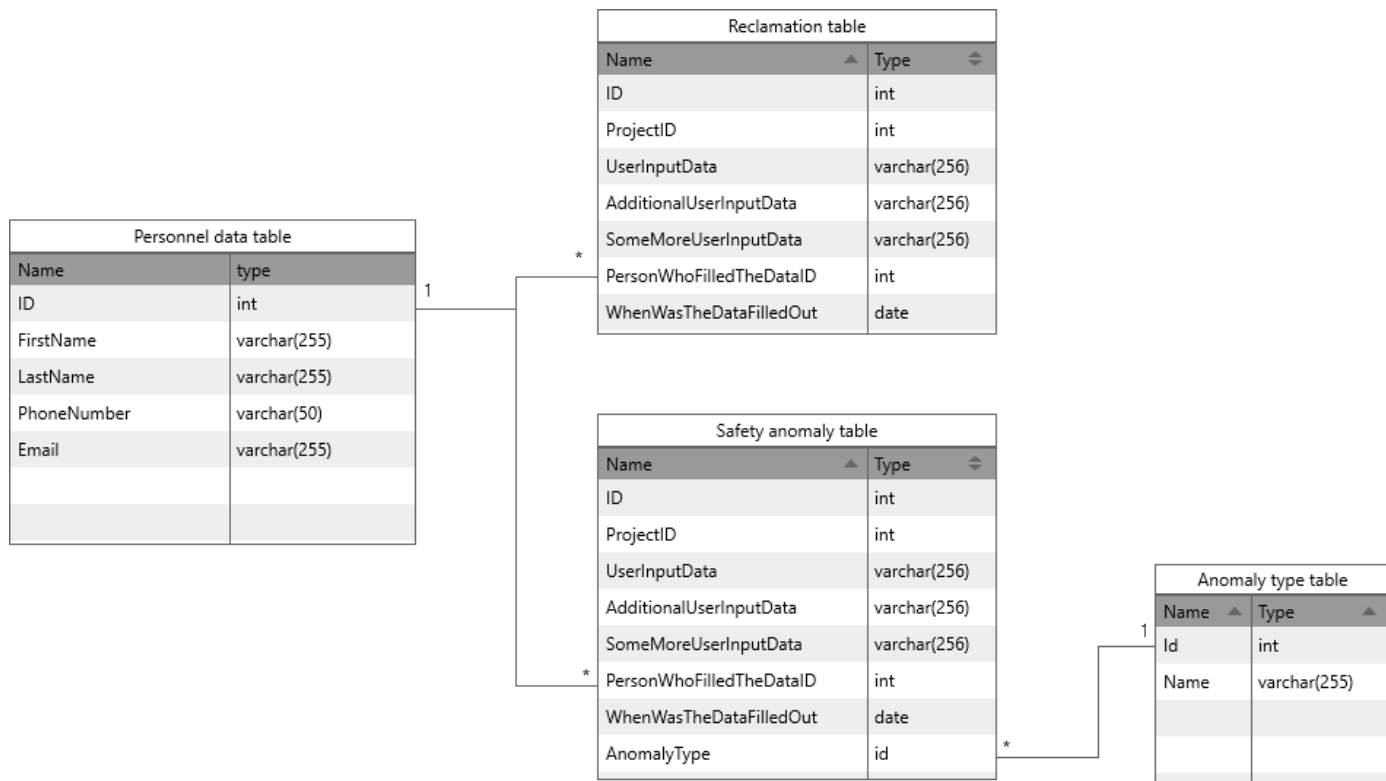 Reclamation table
Name Type
ID int
ProjectID int
UserInputData varchar(256)
AdditionalUserInputData varchar(256)
SomeMoreUserInputData varchar(256)
PersonWhoFilledTheDataID int
WhenWasTheDataFilledOut date
*
Personnel data table
Name type
ID int
FirstName varchar(255)
LastName varchar(255)
PhoneNumber varchar(50)
Email varchar(255)
1
Safety anomaly table
Name Type
ID int
ProjectID int
UserInputData varchar(256)
AdditionalUserInputData varchar(256)
SomeMoreUserInputData varchar(256)
PersonWhoFilledTheDataID int
WhenWasTheDataFilledOut date
AnomalyType id
*
*
Anomaly type table
Name Type
Id int
Name varchar(255)
1